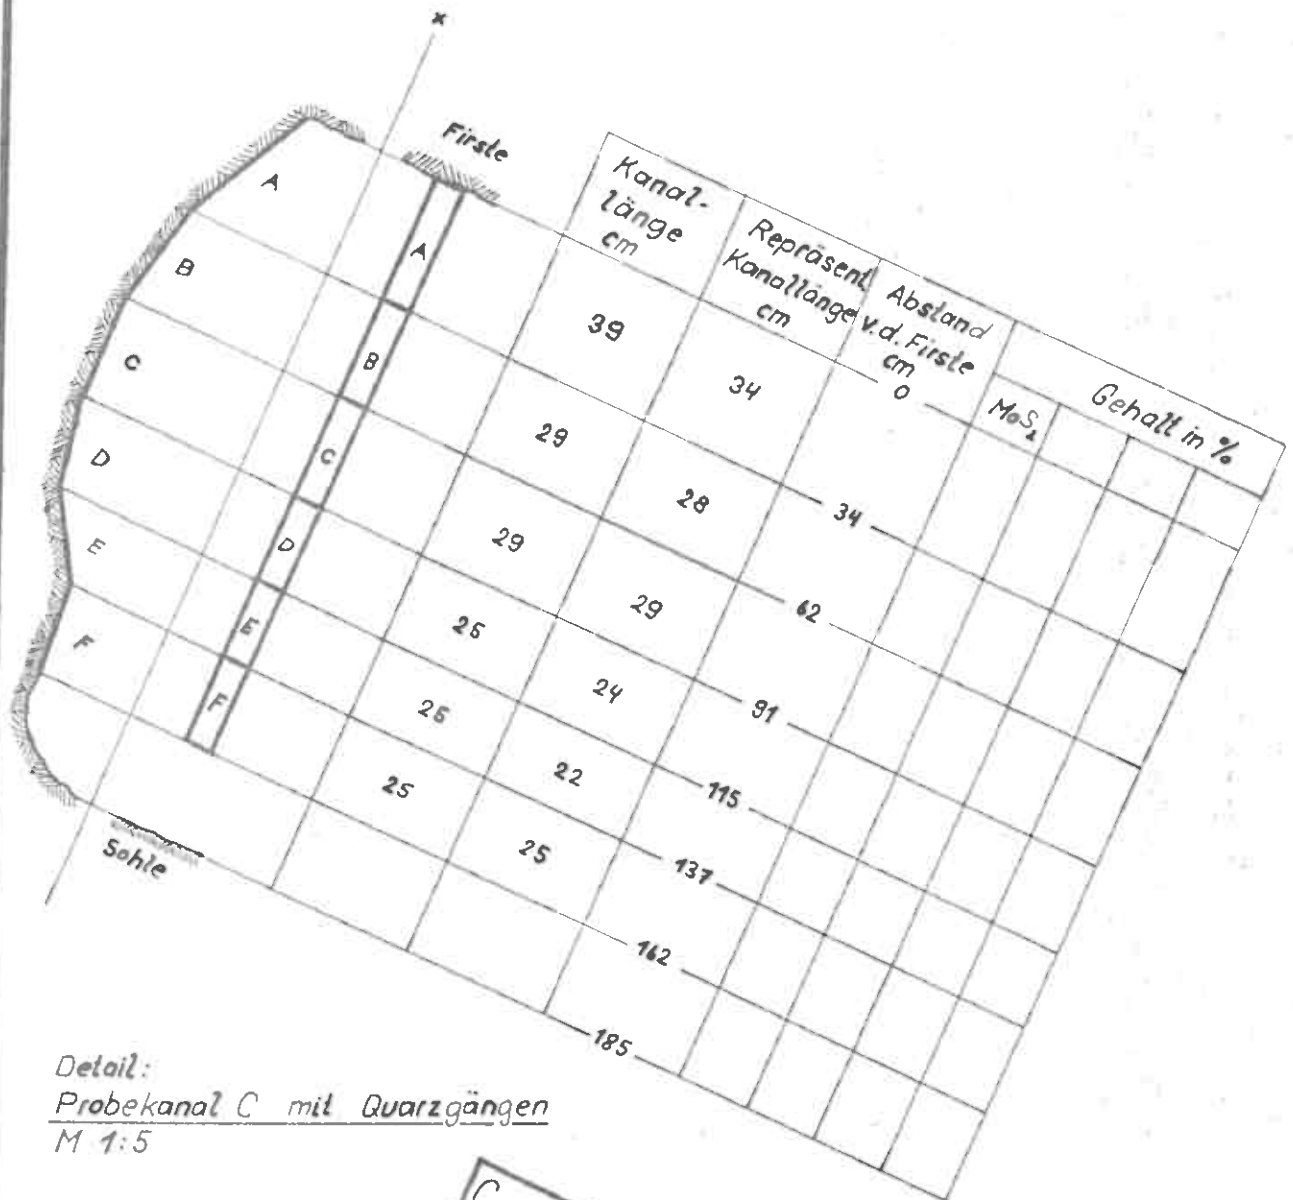 x
Firste
A
B
C
D
E
F
A
B
C
D
E
F
Sohle
Kanal-
länge
cm
Repräsent.
Kanallänge
cm
Abstand
v.d. Firste
cm
Gehalt in %
MoS₂
0
39
34
34
29
28
62
29
29
91
25
24
115
25
22
137
25
25
162
185
Detail:
Probekanal C mit Quarzgängen
M 1:5
C